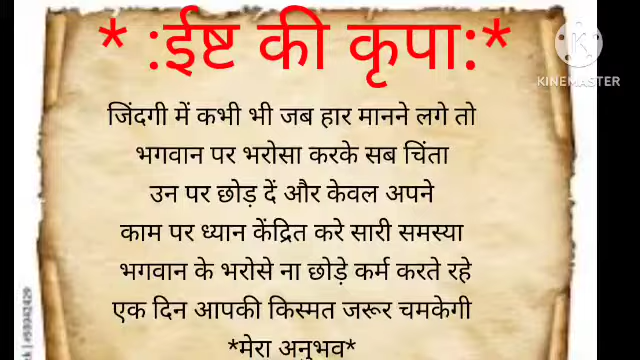 * :ईष्ट की कृपा:*
KINEMASTER
जिंदगी में कभी भी जब हार मानने लगे तो
भगवान पर भरोसा करके सब चिंता
उन पर छोड़ दें और केवल अपने
काम पर ध्यान केंद्रित करे सारी समस्या
भगवान के भरोसे ना छोड़े कर्म करते रहे
एक दिन आपकी किस्मत जरूर चमकेगी
*मेरा अनुभव*